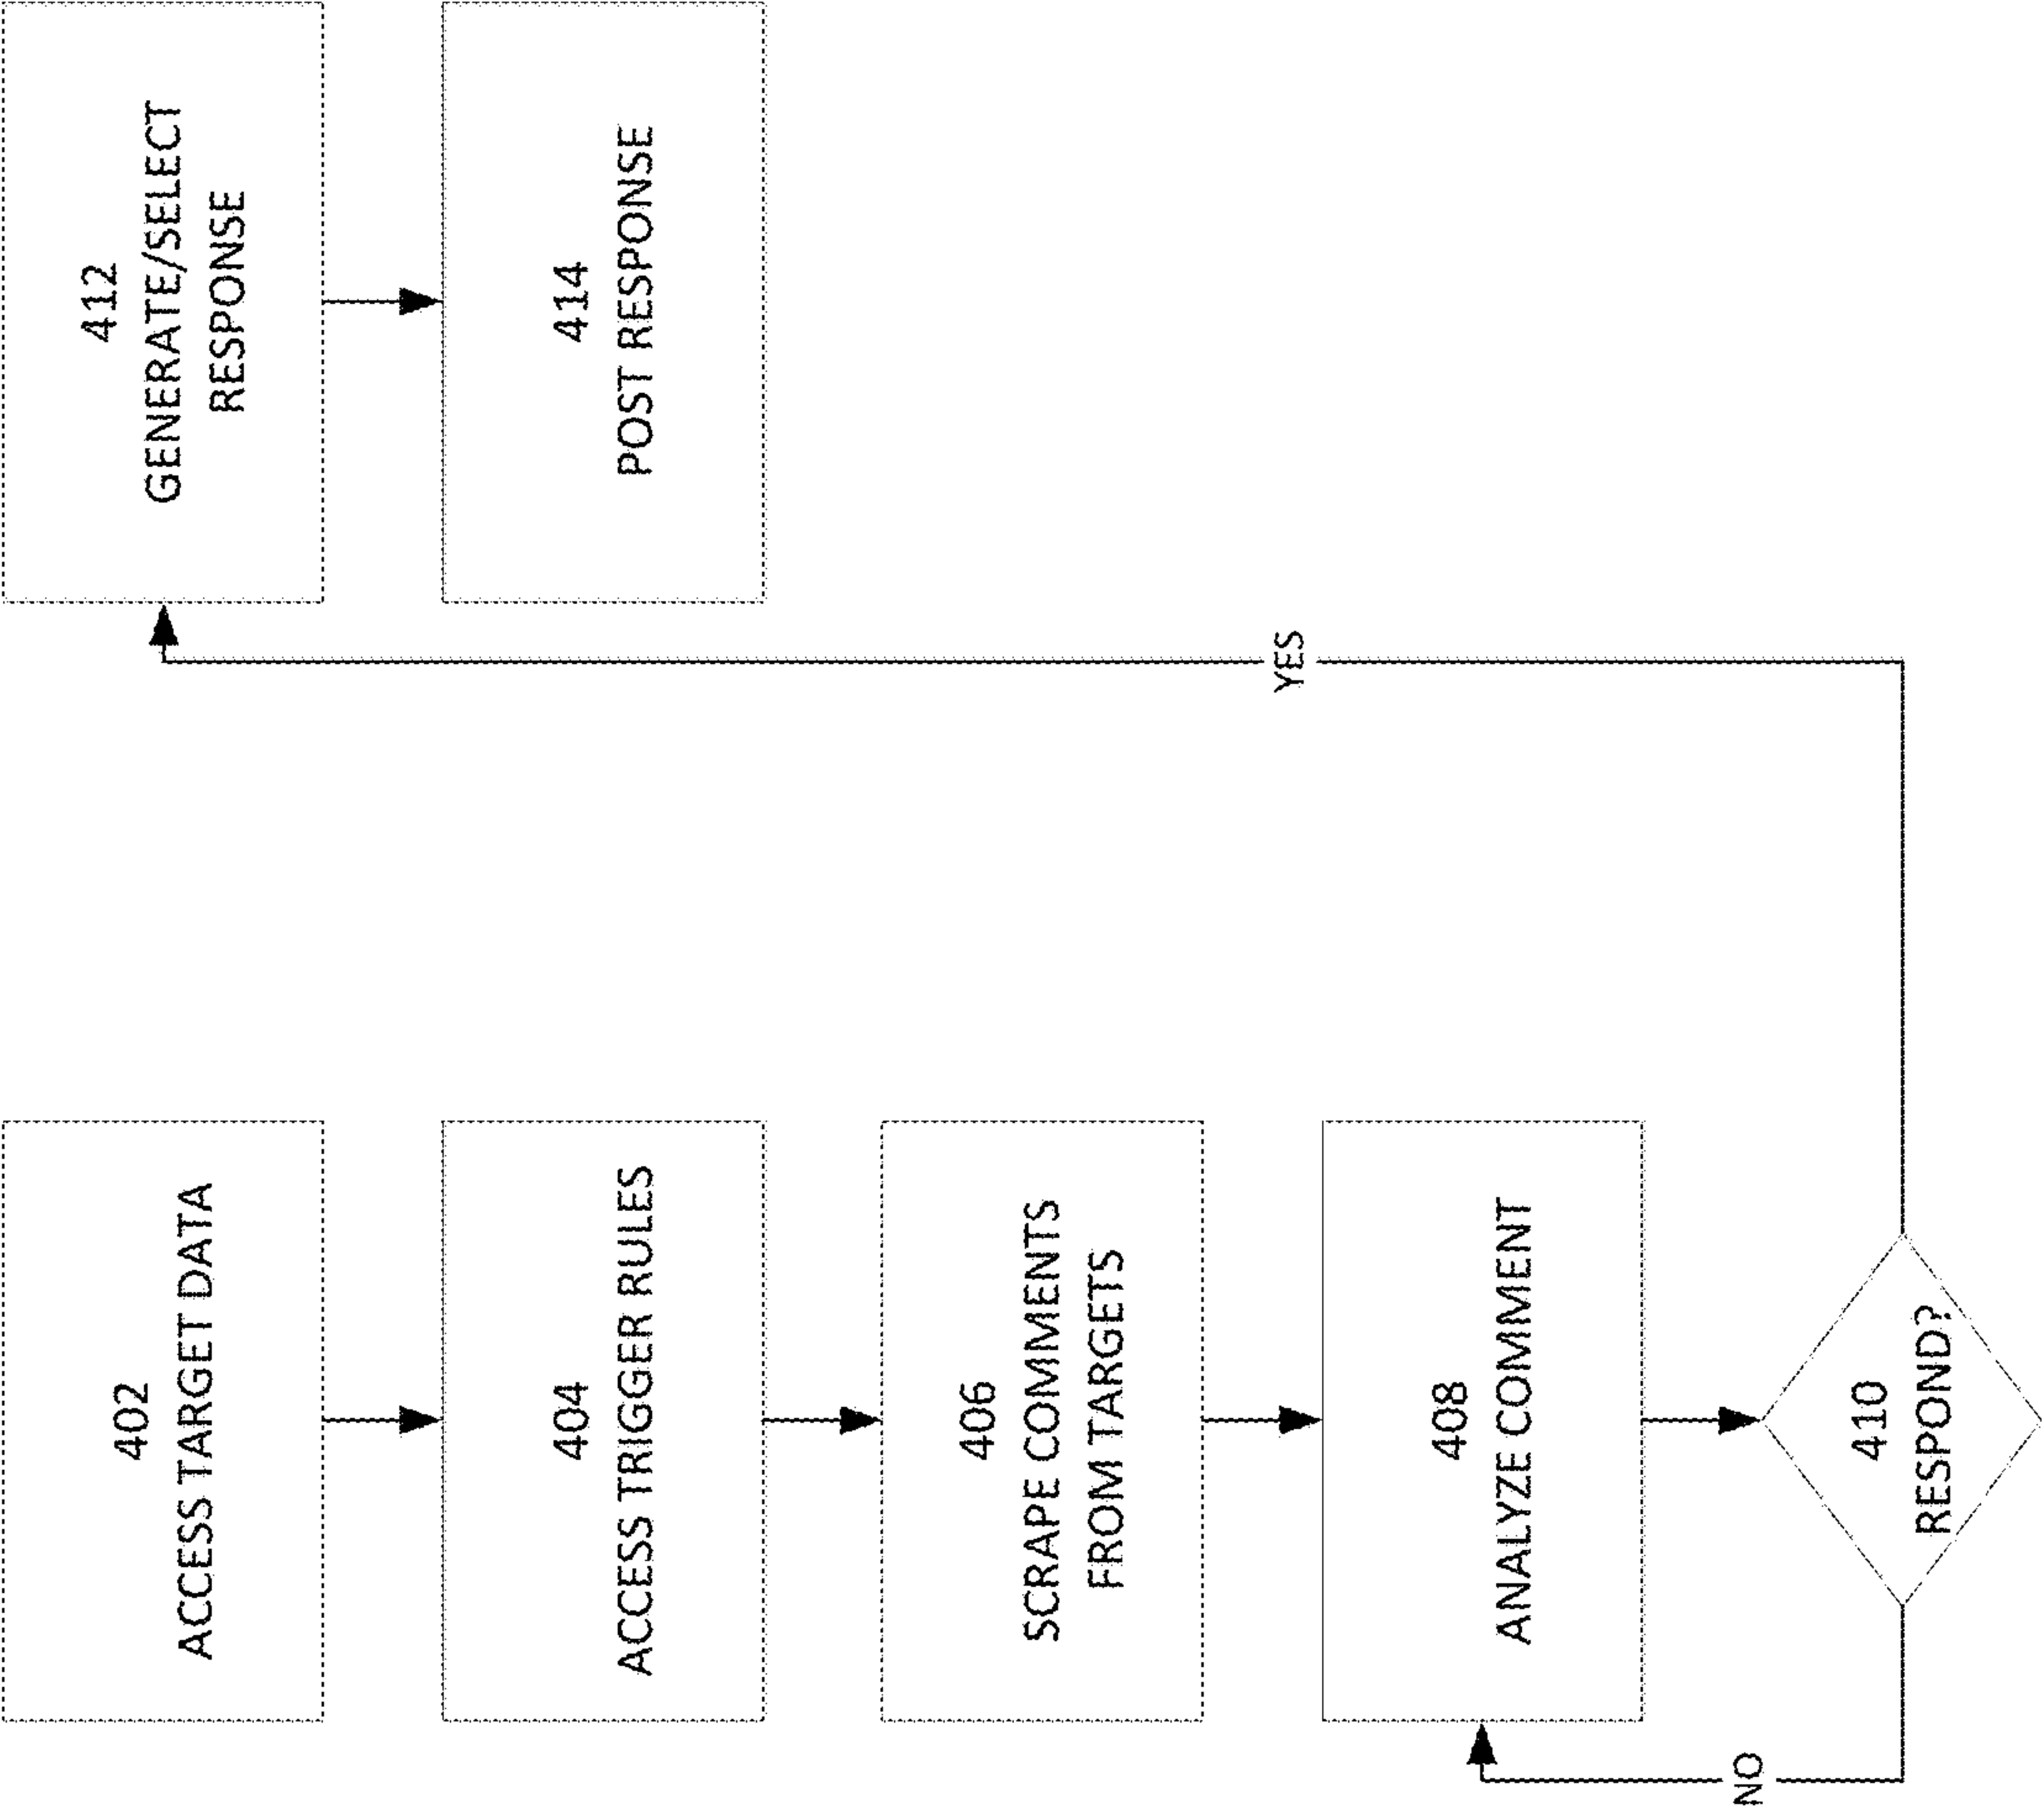 402
ACCESS TARGET DATA
404
ACCESS TRIGGER RULES
406
SCRAPE COMMENTS
FROM TARGETS
408
ANALYZE COMMENT
410
RESPOND?
NO
YES
412
GENERATE/SELECT
RESPONSE
414
POST RESPONSE